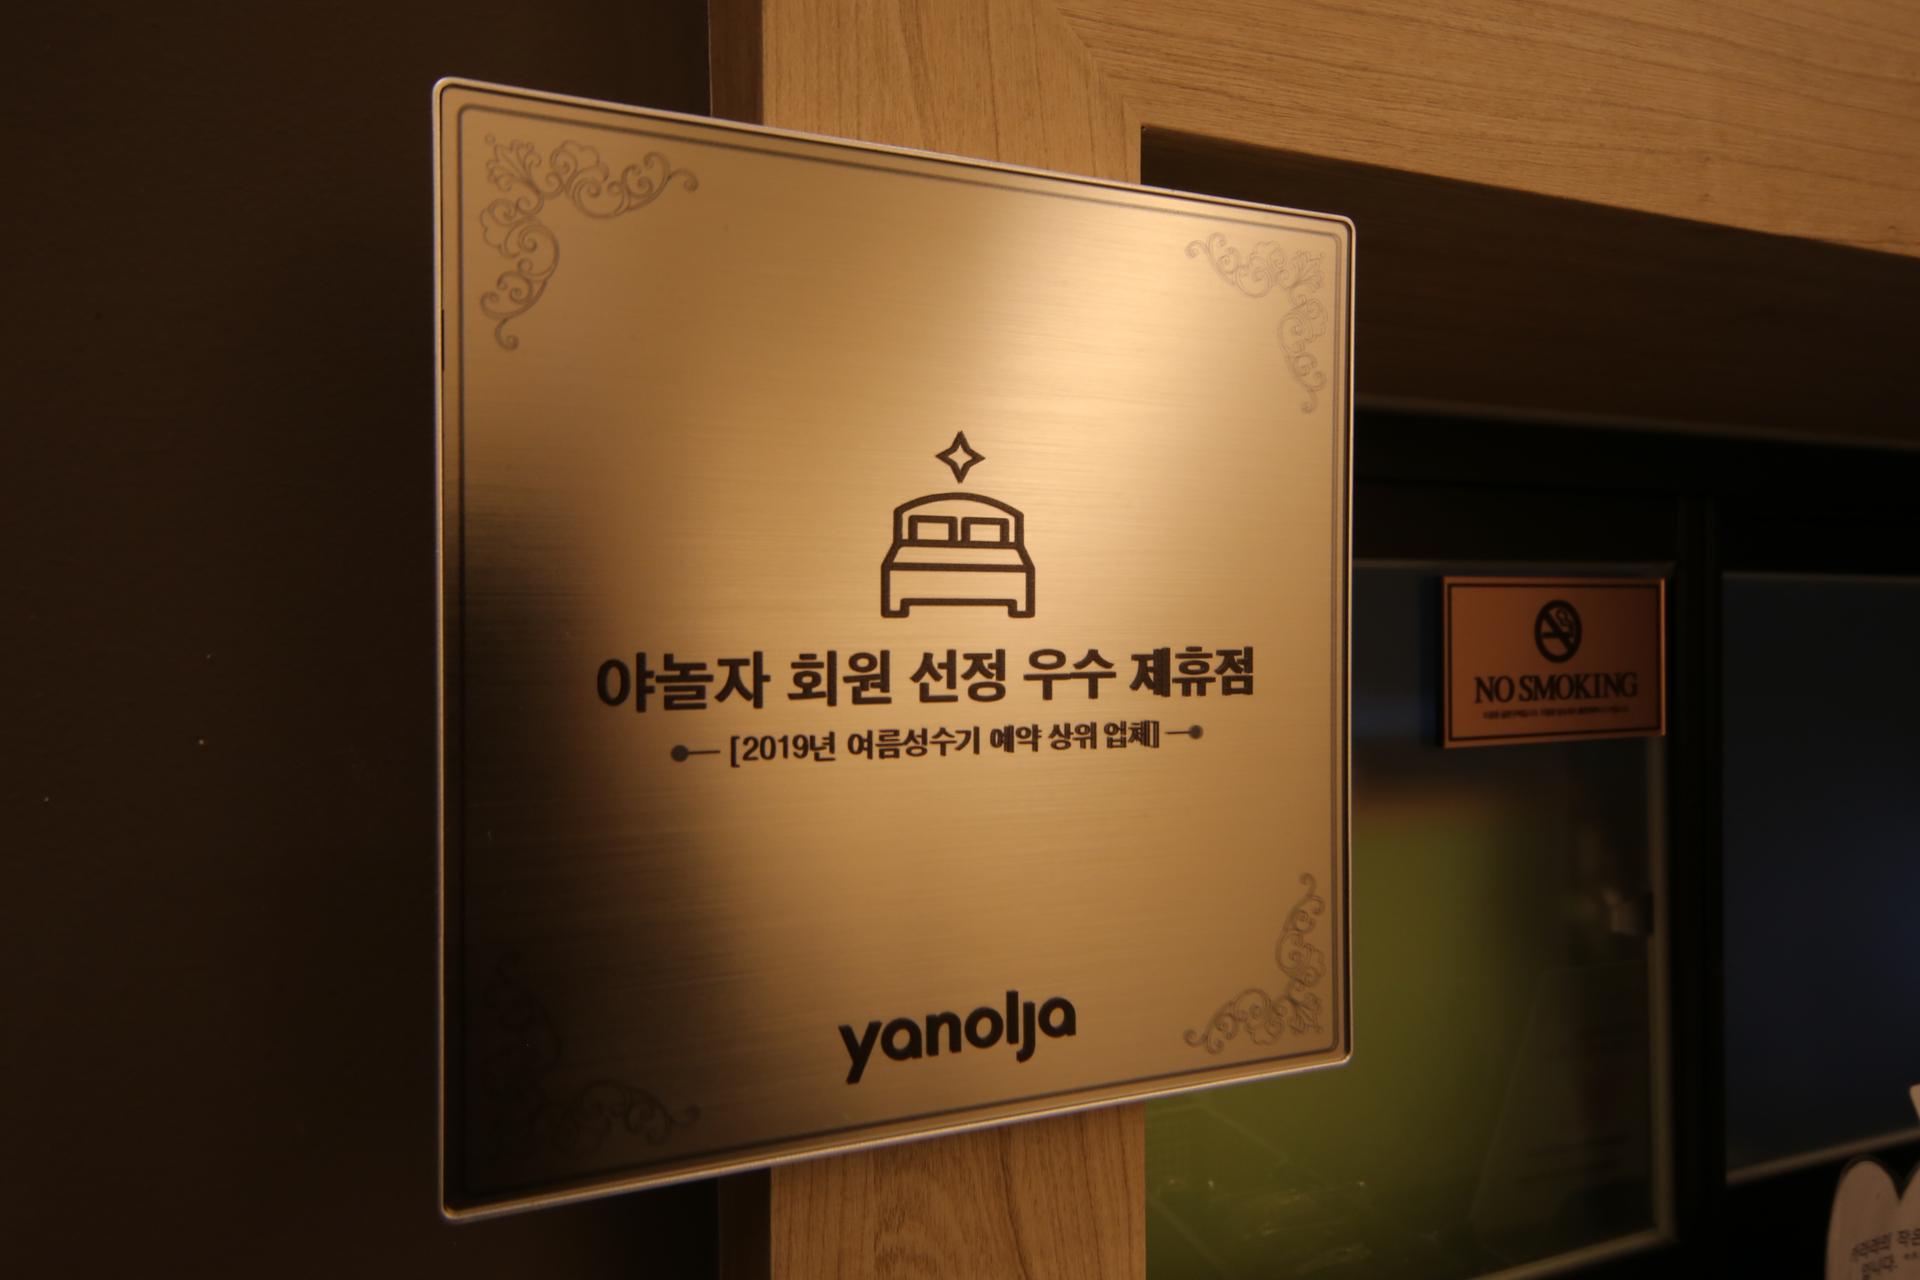 야놀자 회원 선정 우수 제휴점
[2019년 여름성수기 예약 상위 업체]
yanolja
NO SMOKING